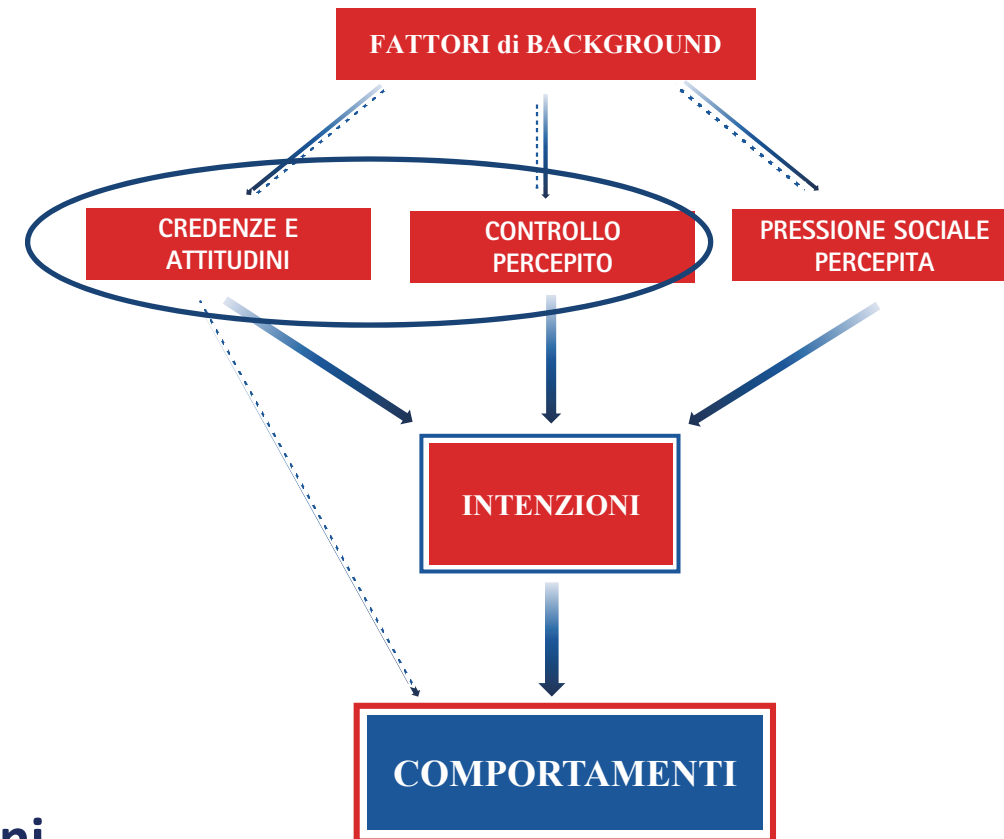 FATTORI di BACKGROUND
CREDENZE E
ATTITUDINI
CONTROLLO
PERCEPITO
PRESSIONE SOCIALE
PERCEPITA
INTENZIONI
COMPORTAMENTI